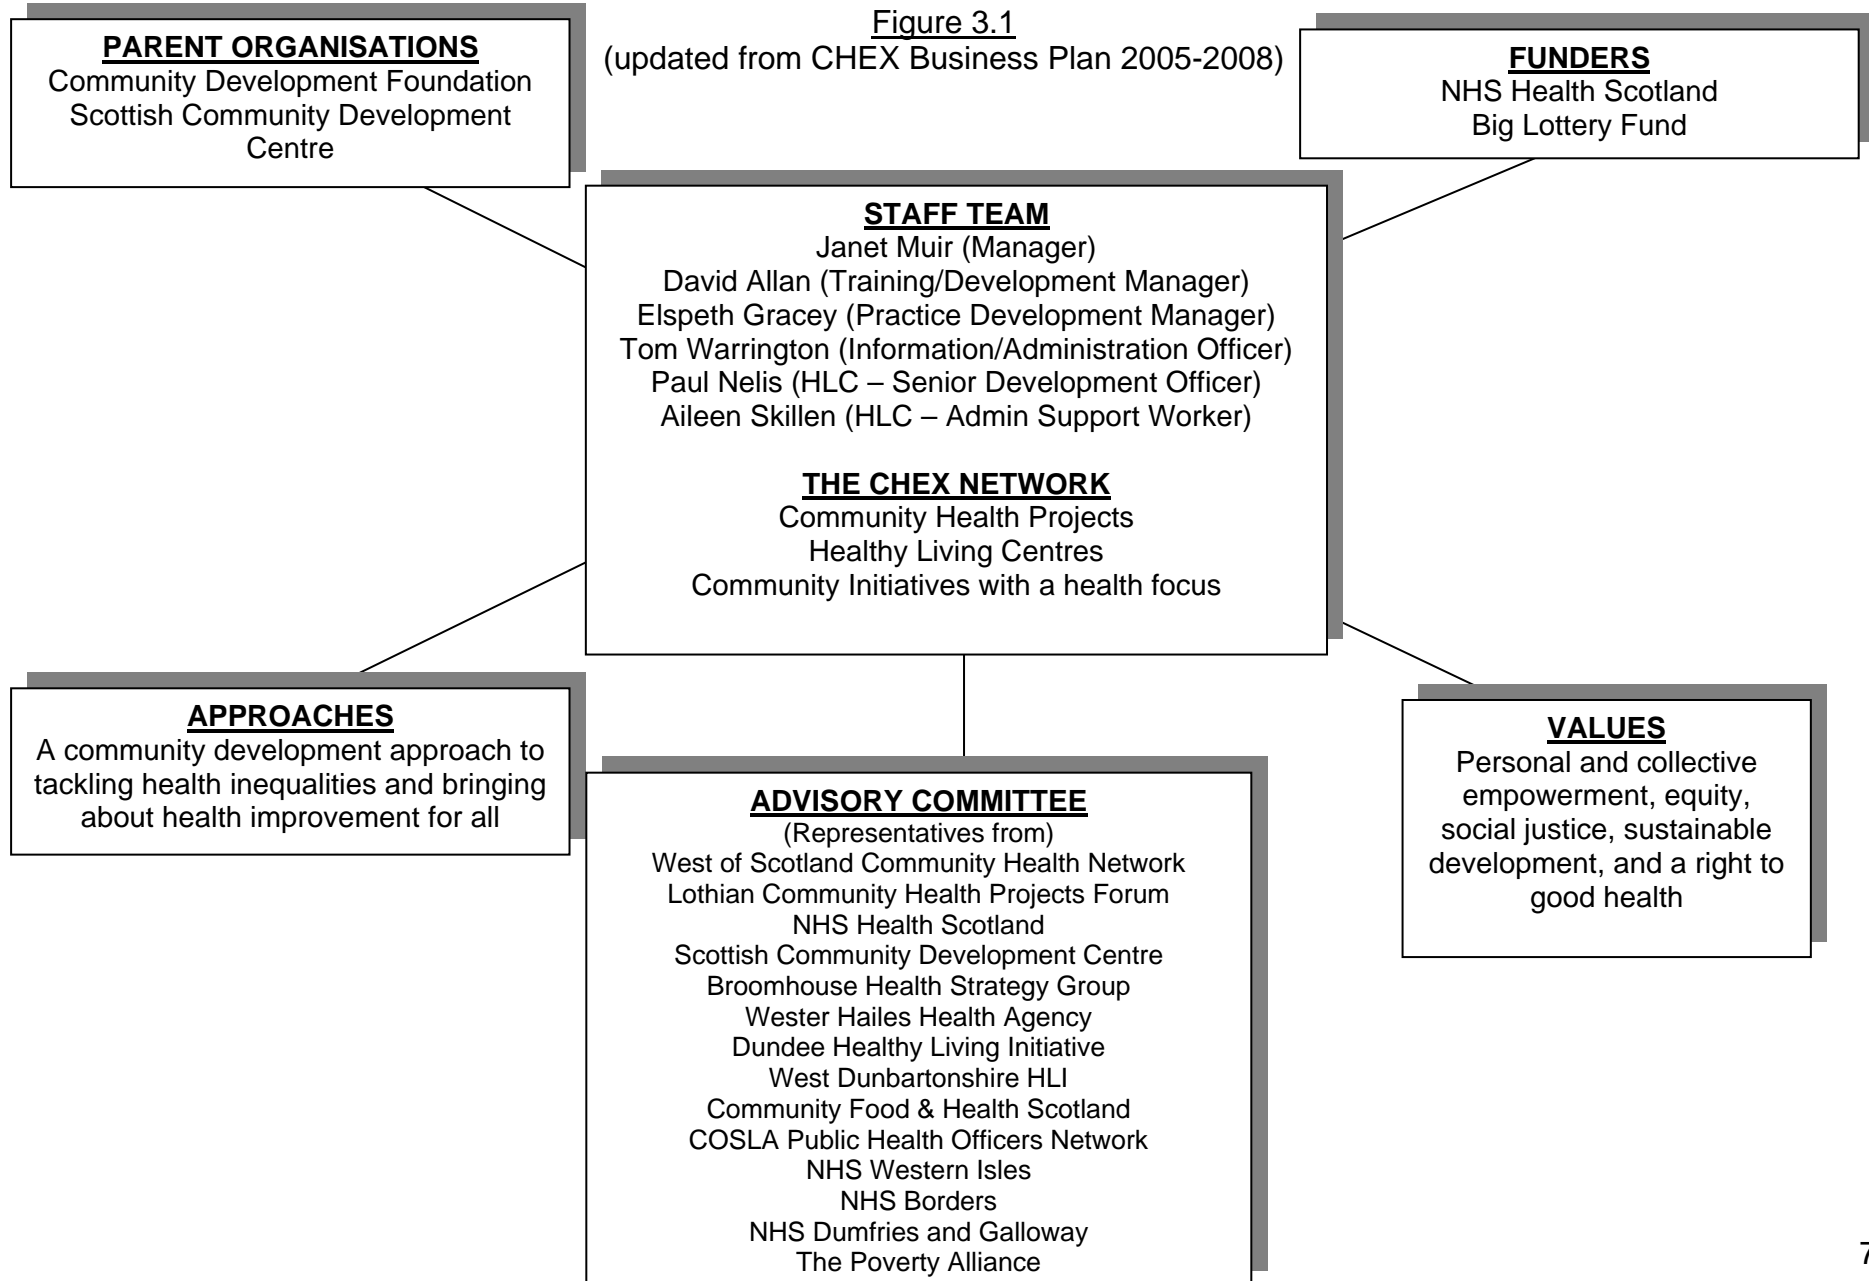 Figure 3.1
(updated from CHEX Business Plan 2005-2008)
PARENT ORGANISATIONS
Community Development Foundation
Scottish Community Development
Centre
FUNDERS
NHS Health Scotland
Big Lottery Fund
STAFF TEAM
Janet Muir (Manager)
David Allan (Training/Development Manager)
Elspeth Gracey (Practice Development Manager)
Tom Warrington (Information/Administration Officer)
Paul Nelis (HLC – Senior Development Officer)
Aileen Skillen (HLC – Admin Support Worker)
THE CHEX NETWORK
Community Health Projects
Healthy Living Centres
Community Initiatives with a health focus
APPROACHES
A community development approach to
tackling health inequalities and bringing
about health improvement for all
ADVISORY COMMITTEE
(Representatives from)
West of Scotland Community Health Network
Lothian Community Health Projects Forum
NHS Health Scotland
Scottish Community Development Centre
Broomhouse Health Strategy Group
Wester Hailes Health Agency
Dundee Healthy Living Initiative
West Dunbartonshire HLI
Community Food & Health Scotland
COSLA Public Health Officers Network
NHS Western Isles
NHS Borders
NHS Dumfries and Galloway
The Poverty Alliance
VALUES
Personal and collective
empowerment, equity,
social justice, sustainable
development, and a right to
good health
7